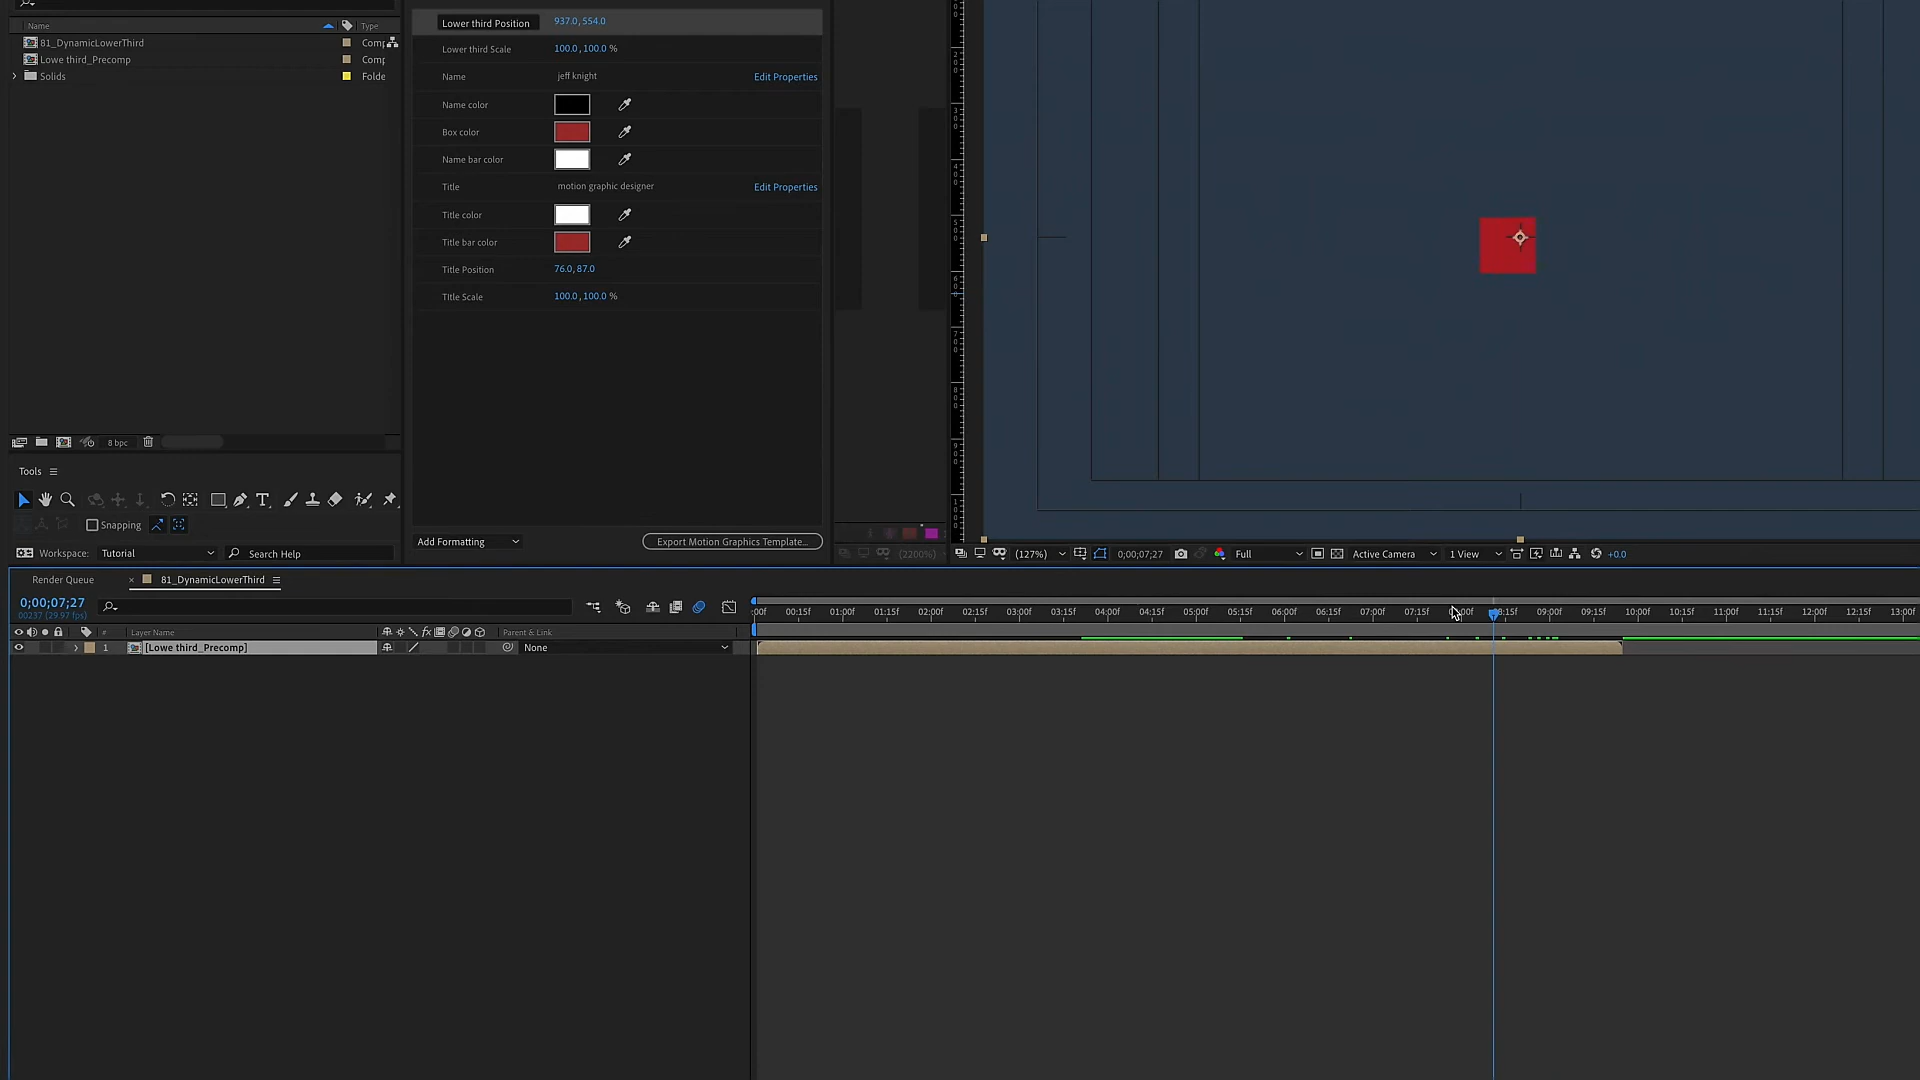 Name Type
81_DynamicLowerThird Comp
Lowe third_Precomp Comp
Solids Folde
8 bpc
Tools
Snapping
Workspace: Tutorial Search Help
Lower third Position 937.0, 554.0
Lower third Scale 100.0, 100.0 %
Name jeff knight Edit Properties
Name color
Box color
Name bar color
Title motion graphic designer Edit Properties
Title color
Title bar color
Title Position 76.0, 87.0
TItle Scale 100.0, 100.0 %
Add Formatting Export Motion Graphics Template...
(2200%)
(127%) 0;00;07;27 Full Active Camera 1 View +0.0
Render Queue × 81_DynamicLowerThird
0;00;07;27
00237 (29.97 fps)
:00f 00:15f 01:00f 01:15f 02:00f 02:15f 03:00f 03:15f 04:00f 04:15f 05:00f 05:15f 06:00f 06:15f 07:00f 07:15f 09:00f 09:15f 10:00f 10:15f 11:00f 11:15f 12:00f 12:15f 13:00f
# Layer Name fx Parent & Link
1 [Lowe third_Precomp] None